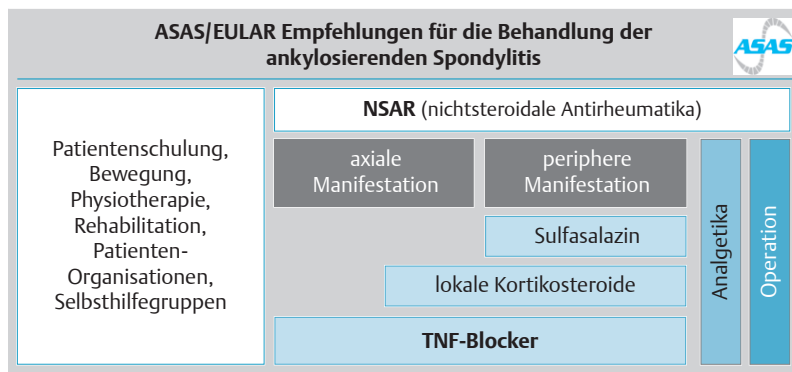 ASAS/EULAR Empfehlungen für die Behandlung der
ankylosierenden Spondylitis
ASAS
Patientenschulung,
Bewegung,
Physiotherapie,
Rehabilitation,
Patienten-
Organisationen,
Selbsthilfegruppen
NSAR (nichtsteroidale Antirheumatika)
axiale
Manifestation
periphere
Manifestation
Sulfasalazin
lokale Kortikosteroide
TNF-Blocker
Analgetika
Operation